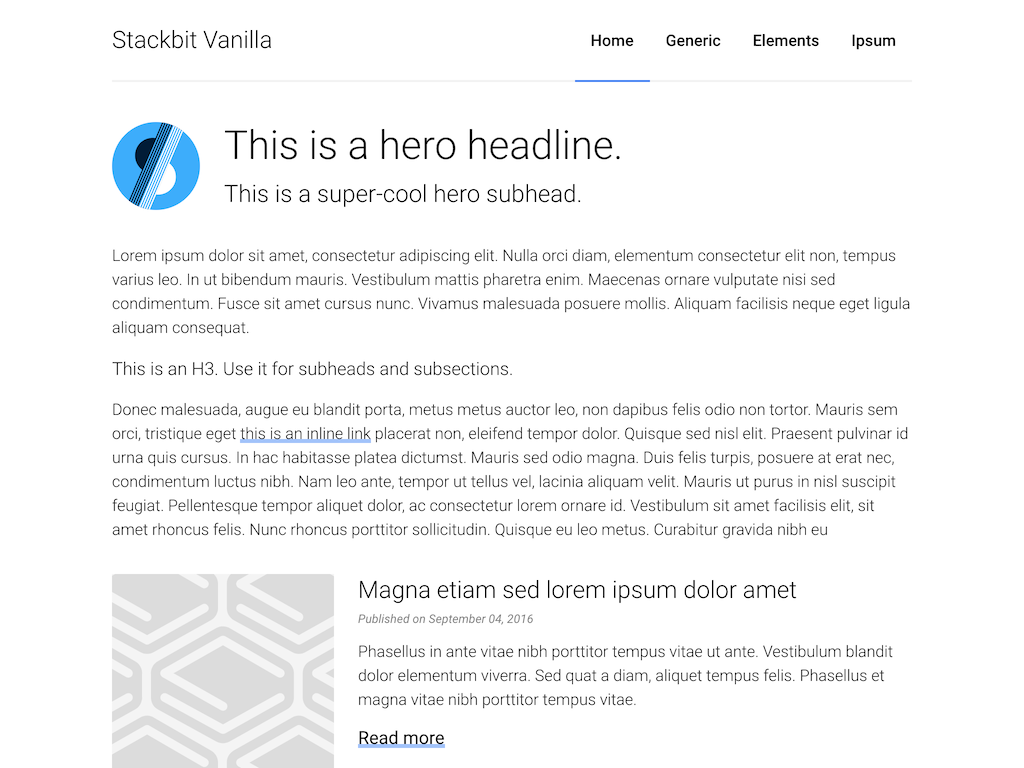 Stackbit Vanilla
Home Generic Elements Ipsum
This is a hero headline.
This is a super-cool hero subhead.
Lorem ipsum dolor sit amet, consectetur adipiscing elit. Nulla orci diam, elementum consectetur elit non, tempus
varius leo. In ut bibendum mauris. Vestibulum mattis pharetra enim. Maecenas ornare vulputate nisi sed
condimentum. Fusce sit amet cursus nunc. Vivamus malesuada posuere mollis. Aliquam facilisis neque eget ligula
aliquam consequat.
This is an H3. Use it for subheads and subsections.
Donec malesuada, augue eu blandit porta, metus metus auctor leo, non dapibus felis odio non tortor. Mauris sem
orci, tristique eget this is an inline link placerat non, eleifend tempor dolor. Quisque sed nisl elit. Praesent pulvinar id
urna quis cursus. In hac habitasse platea dictumst. Mauris sed odio magna. Duis felis turpis, posuere at erat nec,
condimentum luctus nibh. Nam leo ante, tempor ut tellus vel, lacinia aliquam velit. Mauris ut purus in nisl suscipit
feugiat. Pellentesque tempor aliquet dolor, ac consectetur lorem ornare id. Vestibulum sit amet facilisis elit, sit
amet rhoncus felis. Nunc rhoncus porttitor sollicitudin. Quisque eu leo metus. Curabitur gravida nibh eu
Magna etiam sed lorem ipsum dolor amet
Published on September 04, 2016
Phasellus in ante vitae nibh porttitor tempus vitae ut ante. Vestibulum blandit
dolor elementum viverra. Sed quat a diam, aliquet tempus felis. Phasellus et
magna vitae nibh porttitor tempus vitae.
Read more